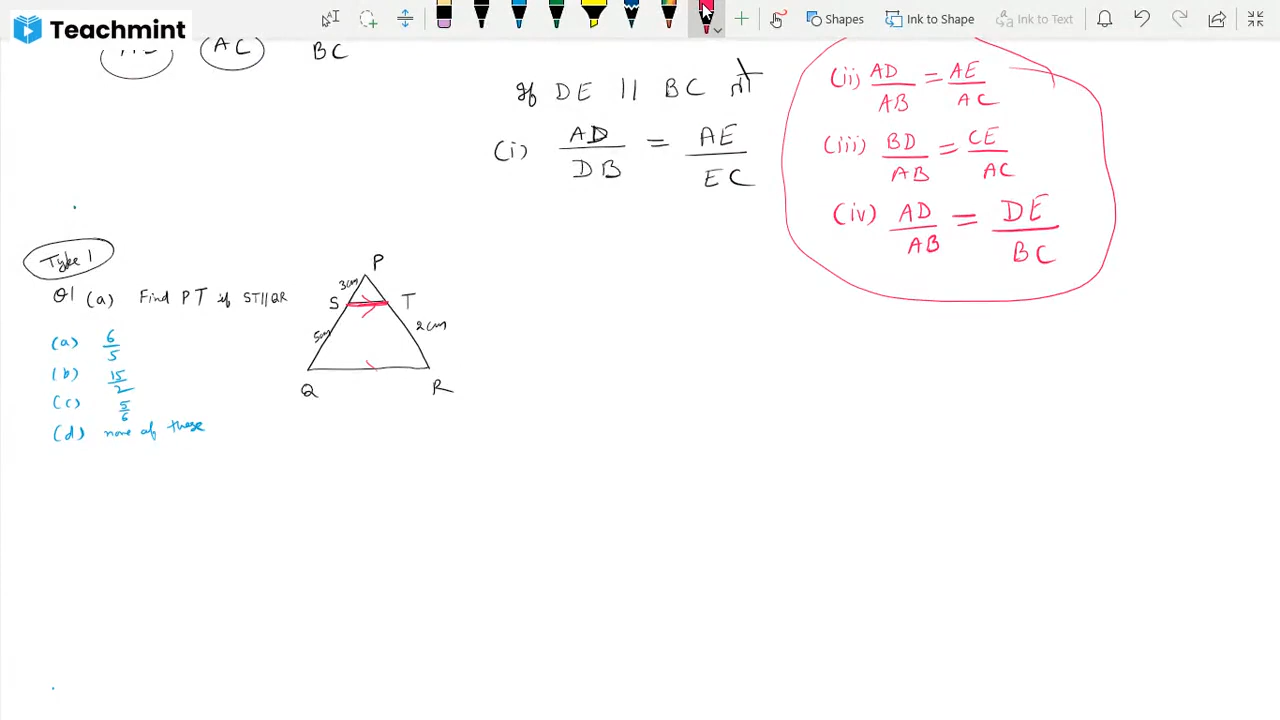 Teachmint
Shapes
Ink to Shape
Ink to Text
AC
BC
If DE || BC
(i) AD/DB = AE/EC
(ii) AD/AB = AE/AC
(iii) BD/AB = CE/AC
(iv) AD/AB = DE/BC
Type 1
Q1 (a) Find PT if ST||QR
(a) 6/5
(b) 15/2
(c) 5/6
(d) none of these
P
3cm
S
T
5cm
2cm
Q
R